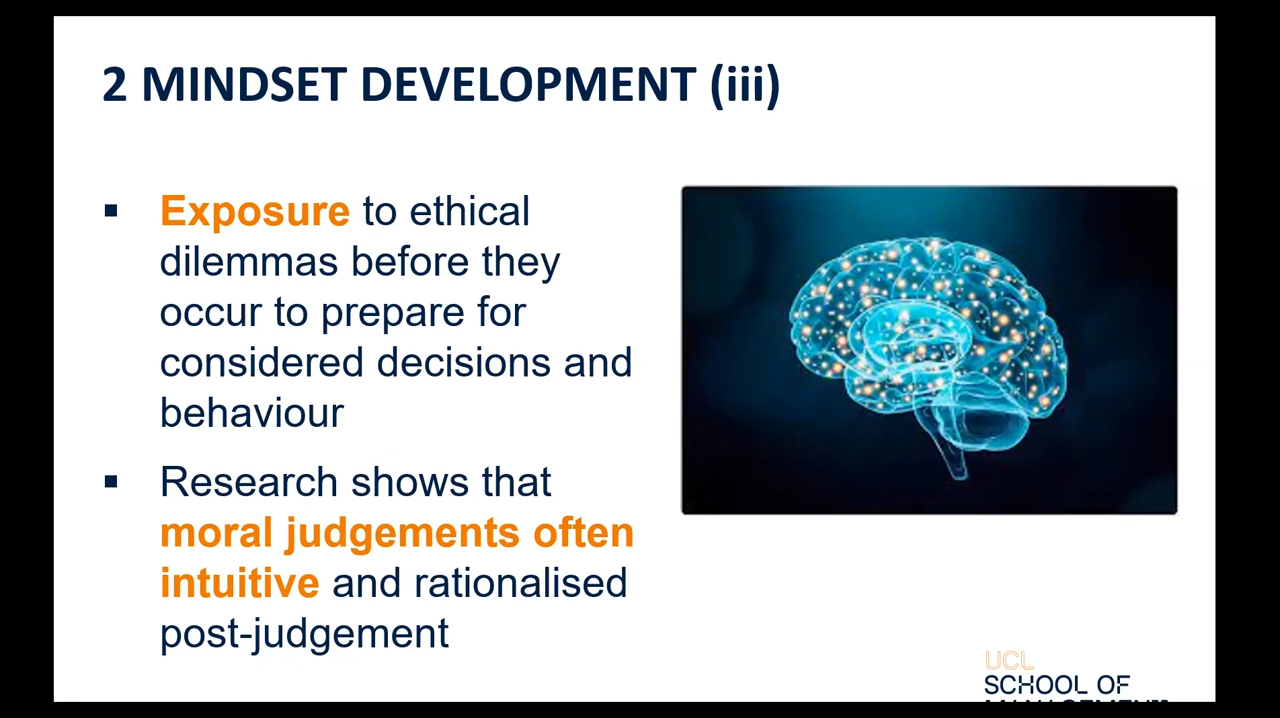 2 MINDSET DEVELOPMENT (iii)
▪ Exposure to ethical
dilemmas before they
occur to prepare for
considered decisions and
behaviour
▪ Research shows that
moral judgements often
intuitive and rationalised
post-judgement
UCL
SCHOOL OF